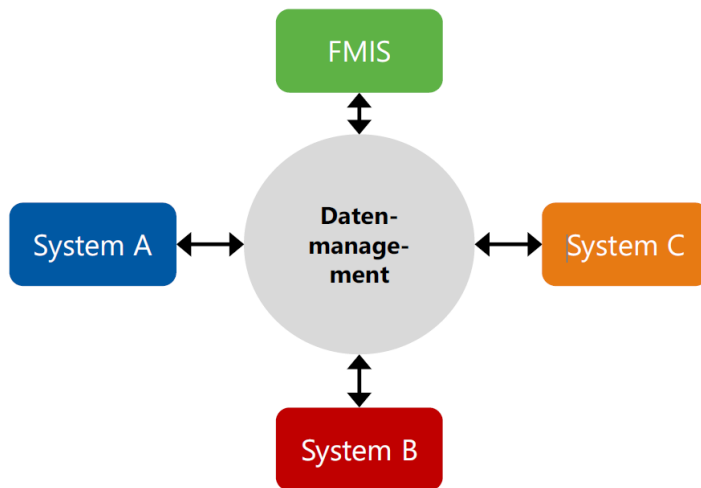 FMIS
System A
Daten-
manage-
ment
System C
System B